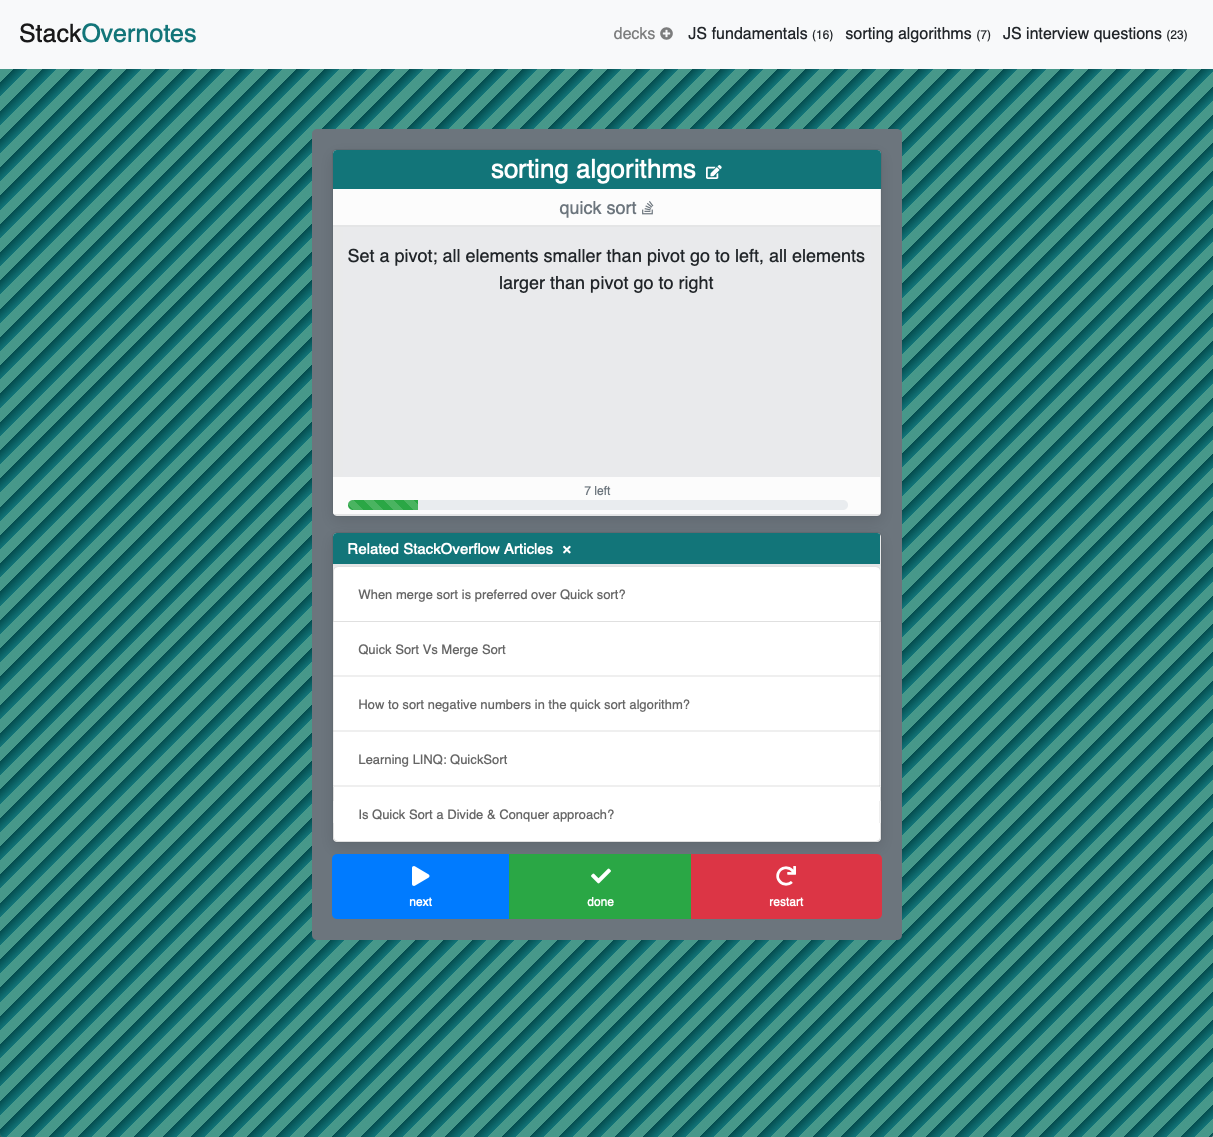 StackOvernotes
decks JS fundamentals (16) sorting algorithms (7) JS interview questions (23)
sorting algorithms
quick sort
Set a pivot; all elements smaller than pivot go to left, all elements
larger than pivot go to right
7 left
Related StackOverflow Articles ×
When merge sort is preferred over Quick sort?
Quick Sort Vs Merge Sort
How to sort negative numbers in the quick sort algorithm?
Learning LINQ: QuickSort
Is Quick Sort a Divide & Conquer approach?
next done restart